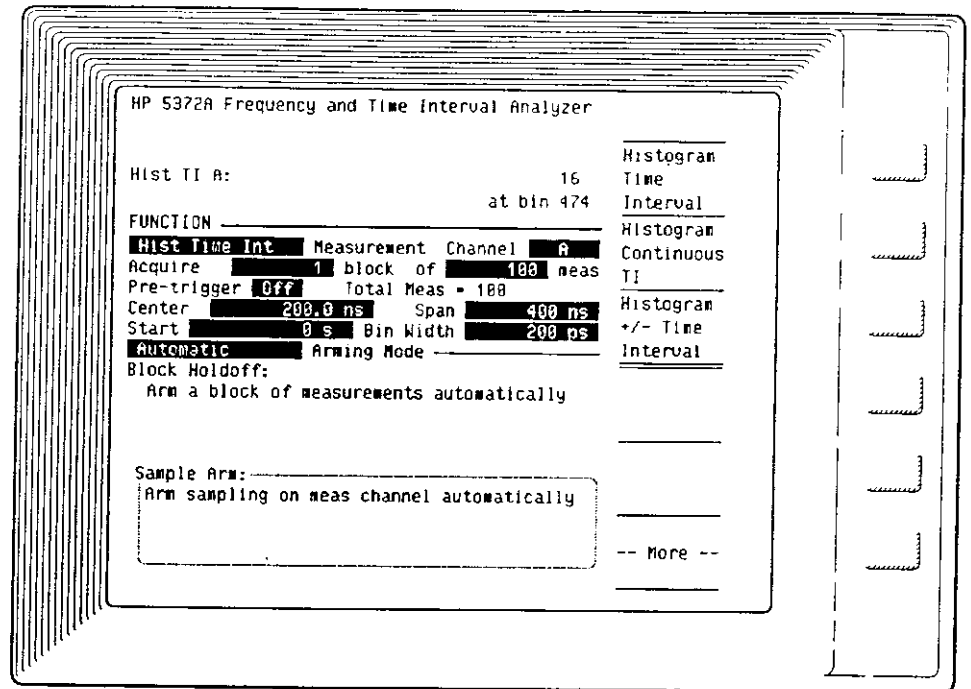 HP 5372A Frequency and Time Interval Analyzer
Hist TI A: 16
at bin 474
FUNCTION
Hist Time Int Measurement Channel A
Acquire 1 block of 100 meas
Pre-trigger Off Total Meas = 100
Center 200.0 ns Span 400 ns
Start 0 s Bin Width 200 ps
Automatic Arming Mode
Block Holdoff:
Arm a block of measurements automatically
Sample Arm:
Arm sampling on meas channel automatically
Histogram
Time
Interval
Histogram
Continuous
TI
Histogram
+/- Time
Interval
-- More --